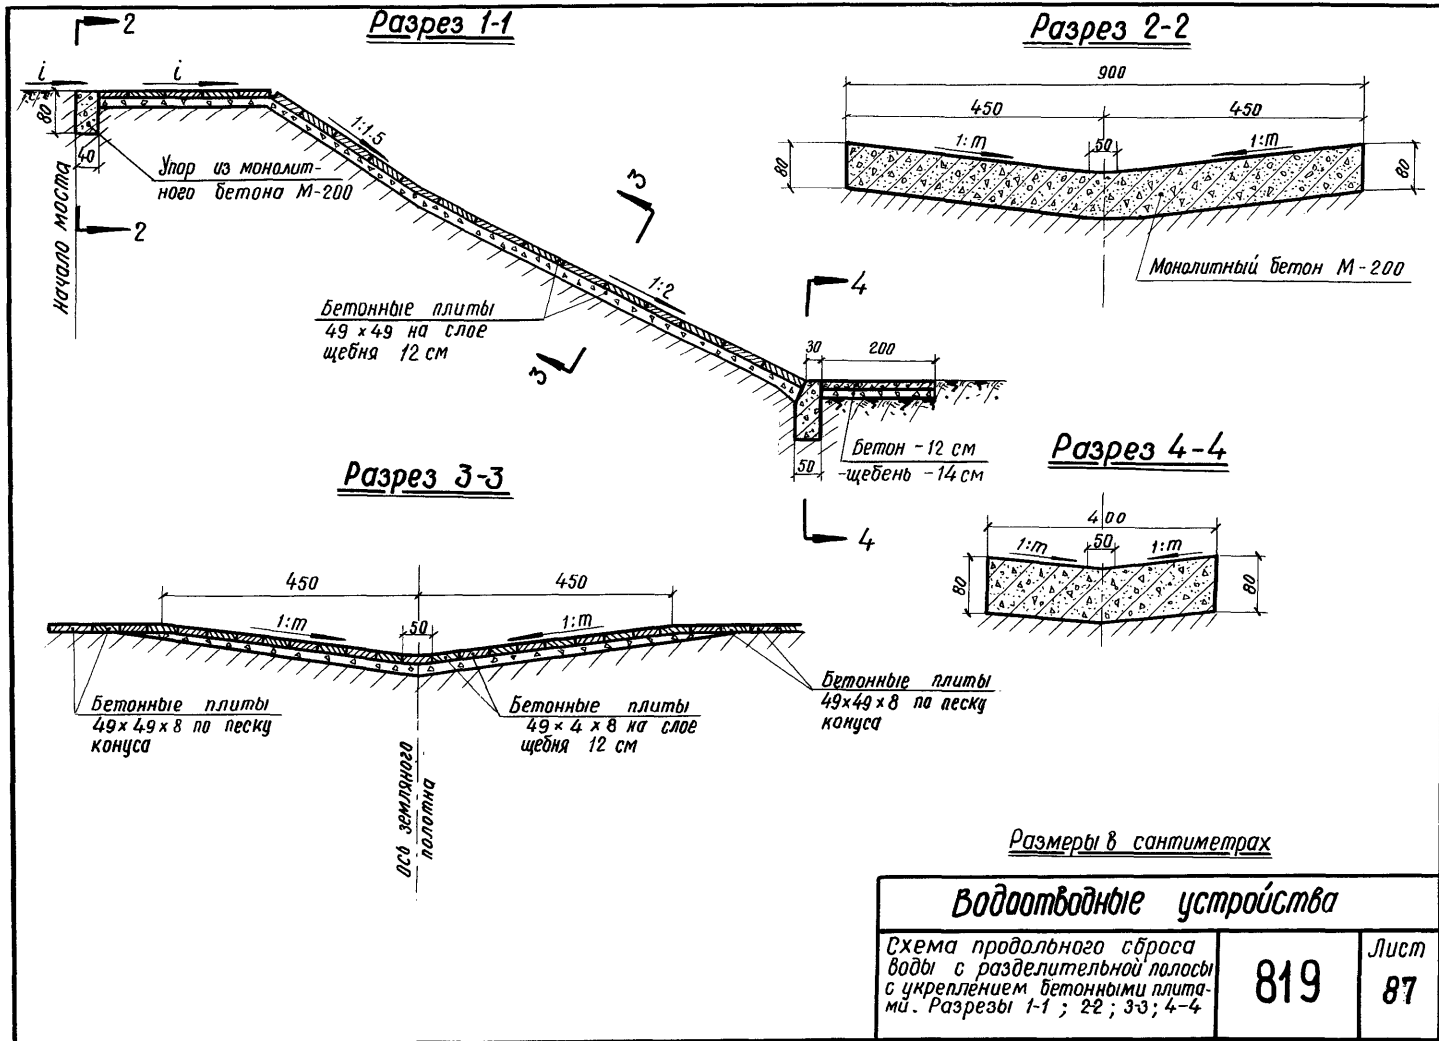 Разрез 1-1
2
i
i
80
40
1:1.5
Упор из монолит-
ного бетона М-200
2
начало моста
3
1:2
Бетонные плиты
49 х 49 на слое
щебня 12 см
3
4
30
200
50
Бетон - 12 см
-щебень - 14 см
4
Разрез 2-2
900
450
450
1:m
50
1:m
80
80
Монолитный бетон М-200
Разрез 3-3
450
450
1:m
50
1:m
Бетонные плиты
49 х 49 х 8 по песку
конуса
Бетонные плиты
49 х 4 х 8 на слое
щебня 12 см
Бетонные плиты
49х49 х 8 по песку
конуса
ось земляного
полотна
Разрез 4-4
400
1:m
50
1:m
80
80
Размеры в сантиметрах
Водоотводные устройства
Схема продольного сброса
воды с разделительной полосы
с укреплением бетонными плита-
ми. Разрезы 1-1 ; 2-2 ; 3-3 ; 4-4
819
Лист
87